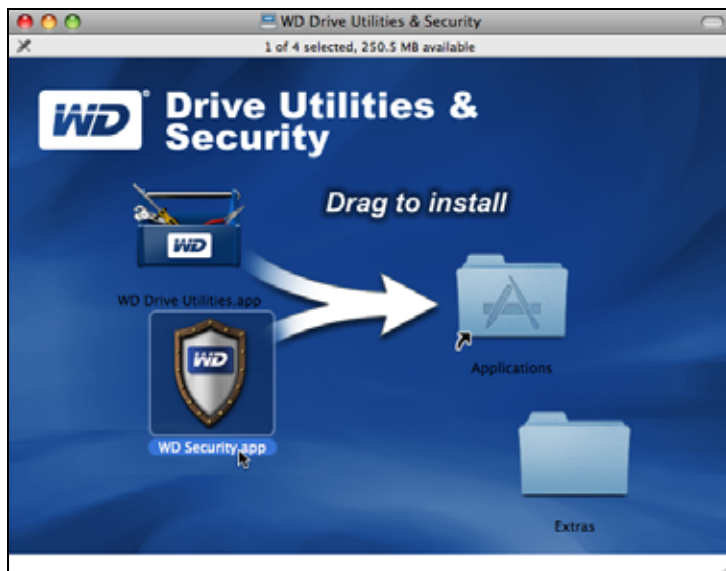 WD Drive Utilities & Security
1 of 4 selected, 250.5 MB available
WD
Drive Utilities &
Security
Drag to install
WD
WD Drive Utilities.app
WD
WD Security.app
Applications
Extras